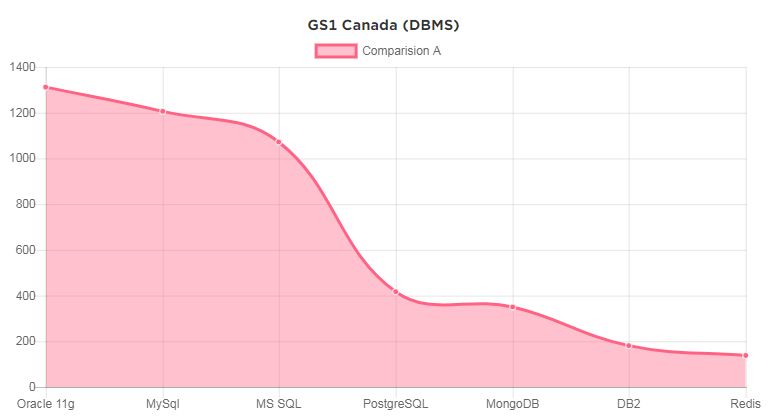 GS1 Canada (DBMS)
Comparision A
1400
1200
1000
800
600
400
200
0
Oracle 11g MySql MS SQL PostgreSQL MongoDB DB2 Redis